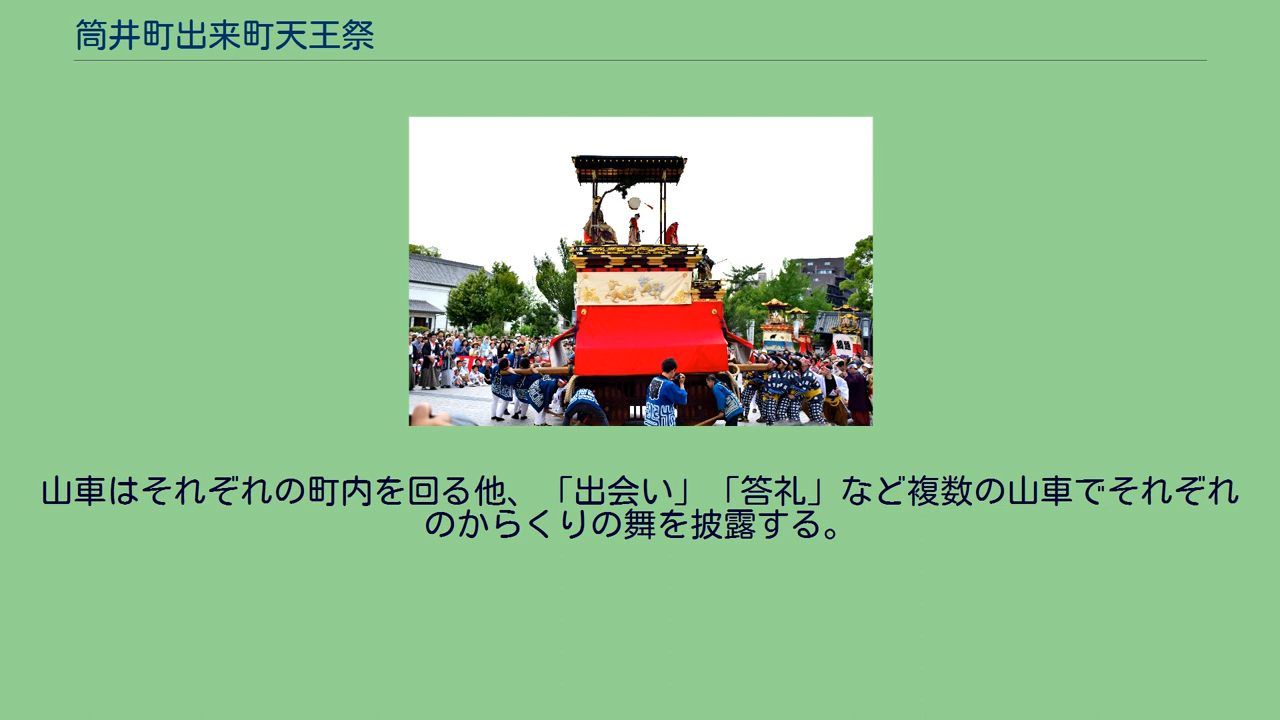 筒井町出来町天王祭
山車はそれぞれの町内を回る他、「出会い」「答礼」など複数の山車でそれぞれ
のからくりの舞を披露する。